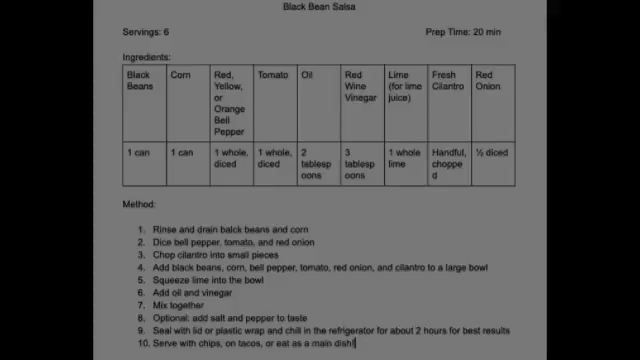 Black Bean Salsa
Servings: 6 Prep Time: 20 min
Ingredients:
Black Beans Corn Red, Yellow, or Orange Bell Pepper Tomato Oil Red Wine Vinegar Lime (for lime juice) Fresh Cilantro Red Onion
1 can 1 can 1 whole, diced 1 whole, diced 2 tablespoons 3 tablespoons 1 whole lime Handful, chopped ½ diced
Method:
1. Rinse and drain balck beans and corn
2. Dice bell pepper, tomato, and red onion
3. Chop cilantro into small pieces
4. Add black beans, corn, bell pepper, tomato, red onion, and cilantro to a large bowl
5. Squeeze lime into the bowl
6. Add oil and vinegar
7. Mix together
8. Optional: add salt and pepper to taste
9. Seal with lid or plastic wrap and chill in the refrigerator for about 2 hours for best results
10. Serve with chips, on tacos, or eat as a main dish!